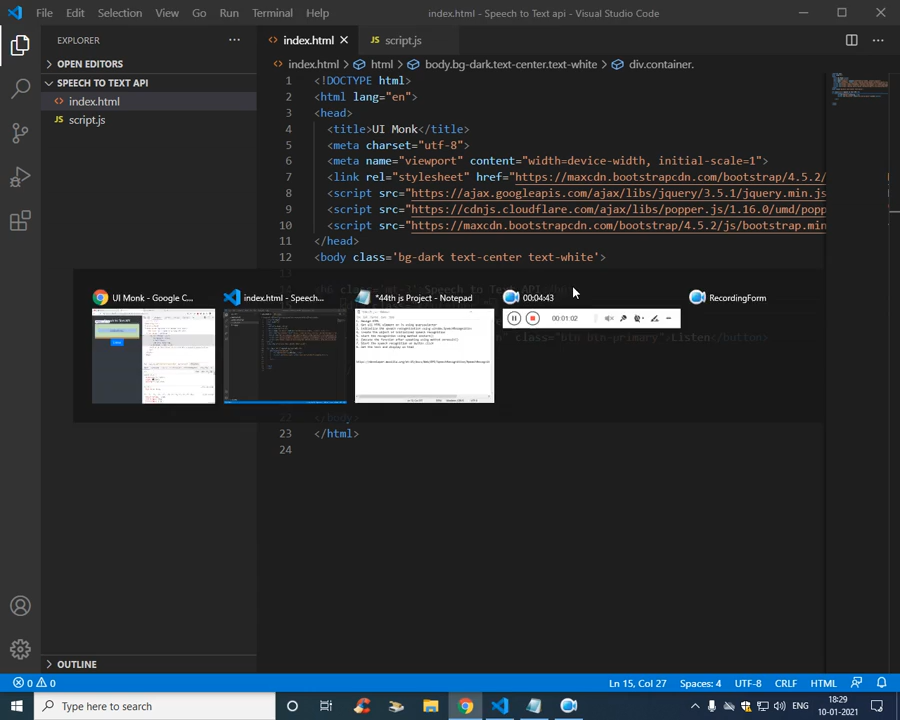 File Edit Selection View Go Run Terminal Help index.html - Speech to Text api - Visual Studio Code
EXPLORER
index.html
script.js
OPEN EDITORS
SPEECH TO TEXT API
index.html
script.js
index.html > html > body.bg-dark.text-center.text-white > div.container.
1 <!DOCTYPE html>
2 <html lang="en">
3 <head>
4 <title>UI Monk</title>
5 <meta charset="utf-8">
6 <meta name="viewport" content="width=device-width, initial-scale=1">
7 <link rel="stylesheet" href="https://maxcdn.bootstrapcdn.com/bootstrap/4.5.2/
8 <script src="https://ajax.googleapis.com/ajax/libs/jquery/3.5.1/jquery.min.js
9 <script src="https://cdnjs.cloudflare.com/ajax/libs/popper.js/1.16.0/umd/popp
10 <script src="https://maxcdn.bootstrapcdn.com/bootstrap/4.5.2/js/bootstrap.min
11 </head>
12 <body class='bg-dark text-center text-white'>
UI Monk - Google C...
index.html - Speech...
*44th js Project - Notepad
00:04:43
RecordingForm
00:01:02
Speech to Text API
class="btn btn-primary">Listen</button>
</body>
23 </html>
24
OUTLINE
0 0
Ln 15, Col 27 Spaces: 4 UTF-8 CRLF HTML
Type here to search
ENG
18:29
10-01-2021